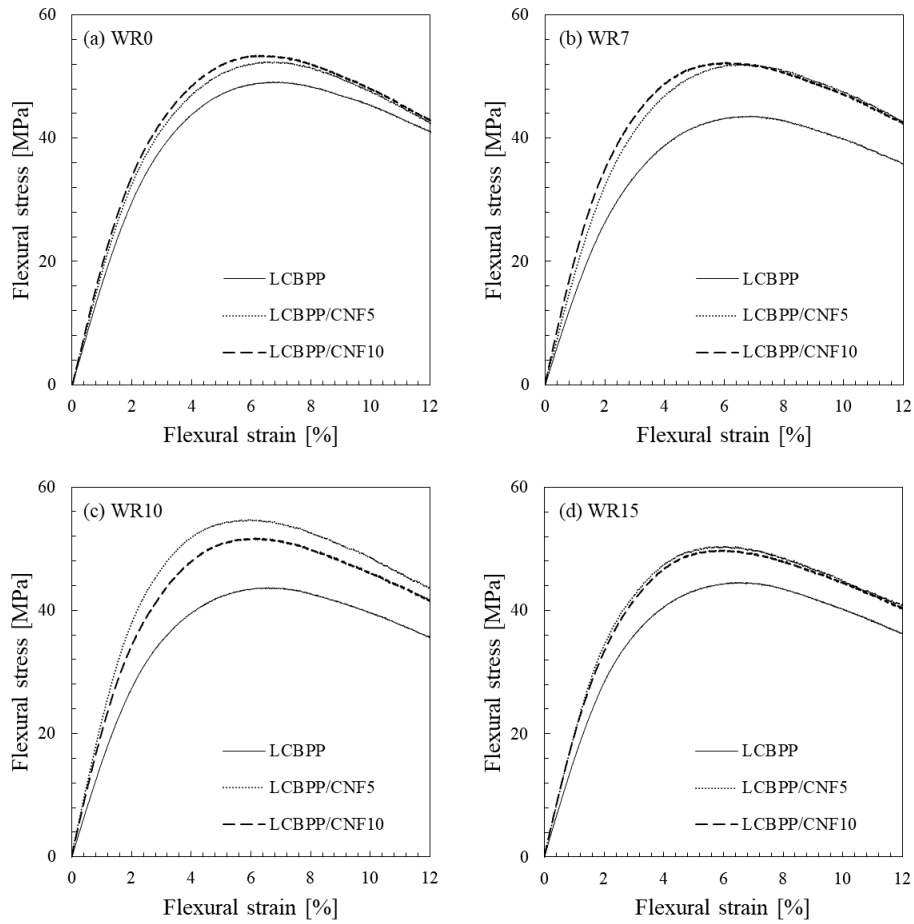 (a) WR0
Flexural stress [MPa]
60
40
20
0
LCBPP
LCBPP/CNF5
LCBPP/CNF10
0 2 4 6 8 10 12
Flexural strain [%]
(b) WR7
Flexural stress [MPa]
60
40
20
0
LCBPP
LCBPP/CNF5
LCBPP/CNF10
0 2 4 6 8 10 12
Flexural strain [%]
(c) WR10
Flexural stress [MPa]
60
40
20
0
LCBPP
LCBPP/CNF5
LCBPP/CNF10
0 2 4 6 8 10 12
Flexural strain [%]
(d) WR15
Flexural stress [MPa]
60
40
20
0
LCBPP
LCBPP/CNF5
LCBPP/CNF10
0 2 4 6 8 10 12
Flexural strain [%]